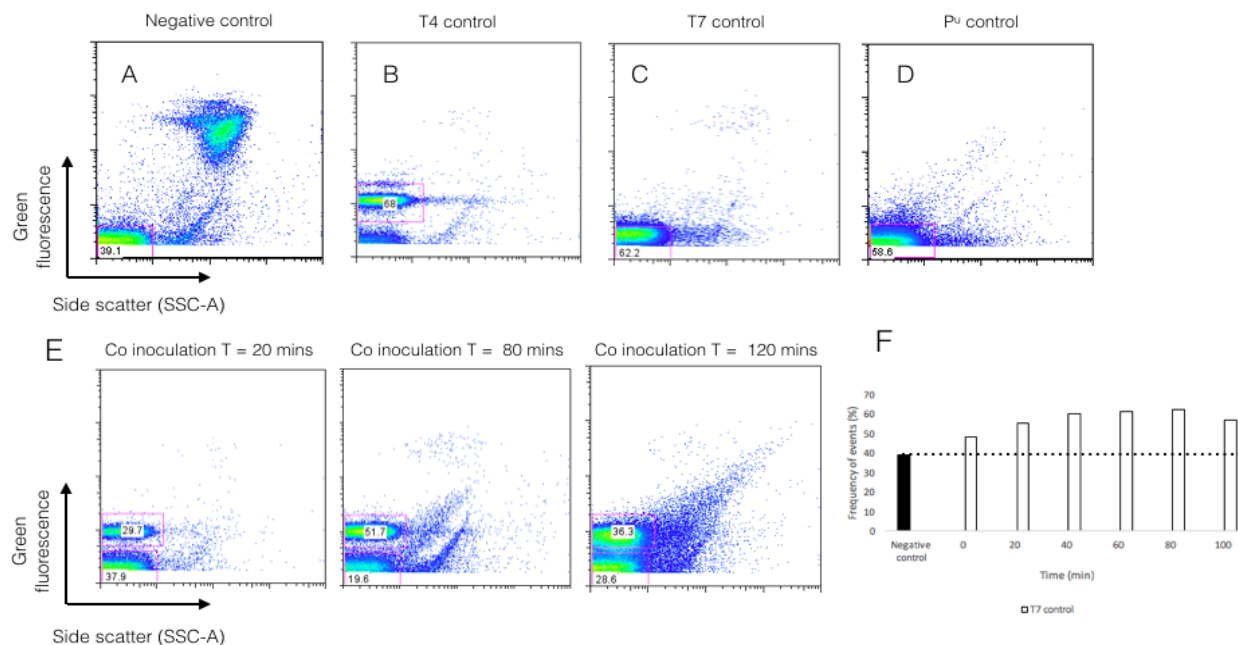 Negative control
T4 control
T7 control
Pᵘ control
A
B
C
D
Green
fluorescence
39.1
68
62.2
58.6
Side scatter (SSC-A)
E
Co inoculation T = 20 mins
Co inoculation T = 80 mins
Co inoculation T = 120 mins
F
Green
fluorescence
29.7
37.9
51.7
19.6
36.3
28.6
Side scatter (SSC-A)
Frequency of events (%)
70
60
50
40
30
20
10
0
Negative
control
0
20
40
60
80
100
Time (min)
T7 control